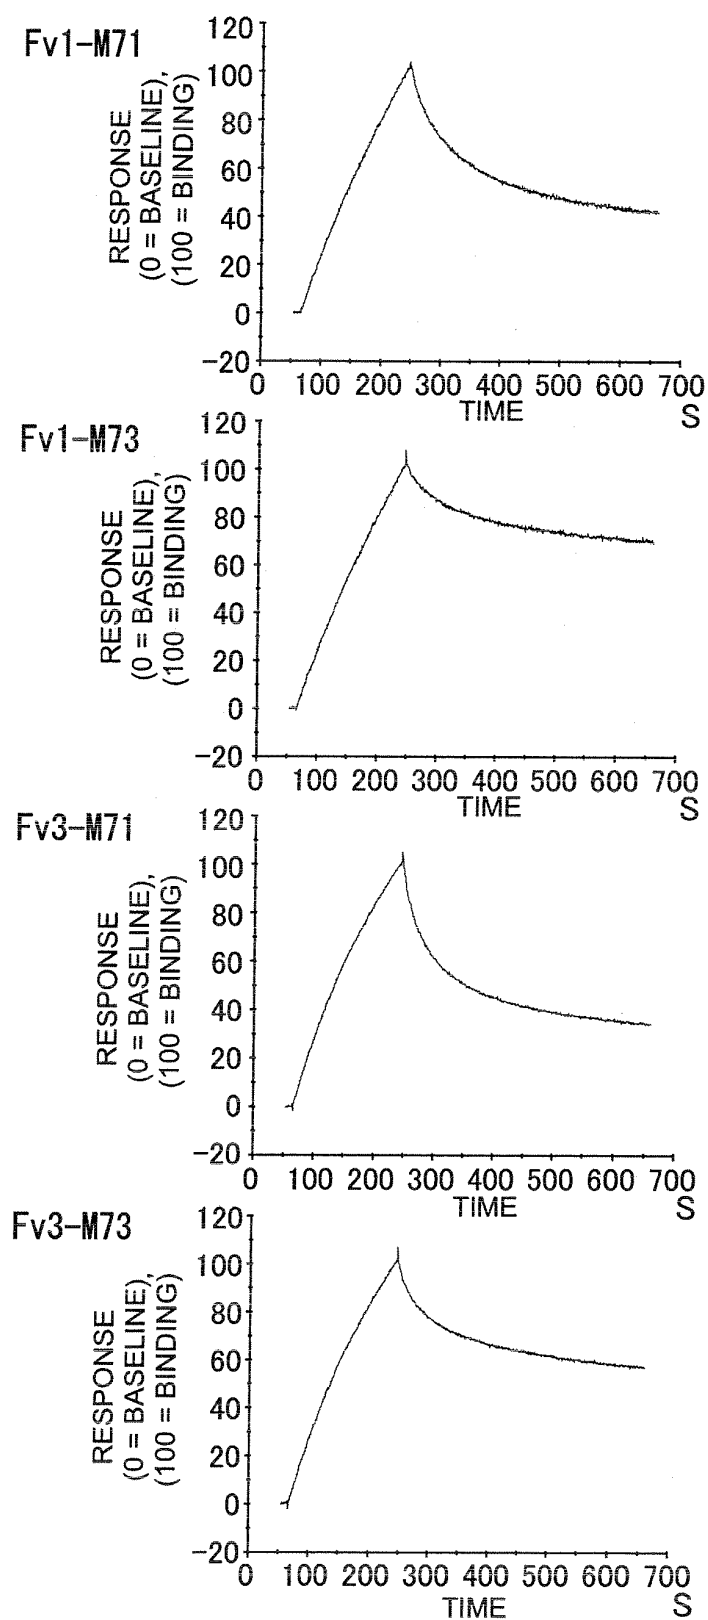 Fv1-M71
RESPONSE
(0 = BASELINE),
(100 = BINDING)
120
100
80
60
40
20
0
-20
0 100 200 300 400 500 600 700
TIME S
Fv1-M73
RESPONSE
(0 = BASELINE),
(100 = BINDING)
120
100
80
60
40
20
0
-20
0 100 200 300 400 500 600 700
TIME S
Fv3-M71
RESPONSE
(0 = BASELINE),
(100 = BINDING)
120
100
80
60
40
20
0
-20
0 100 200 300 400 500 600 700
TIME S
Fv3-M73
RESPONSE
(0 = BASELINE),
(100 = BINDING)
120
100
80
60
40
20
0
-20
0 100 200 300 400 500 600 700
TIME S